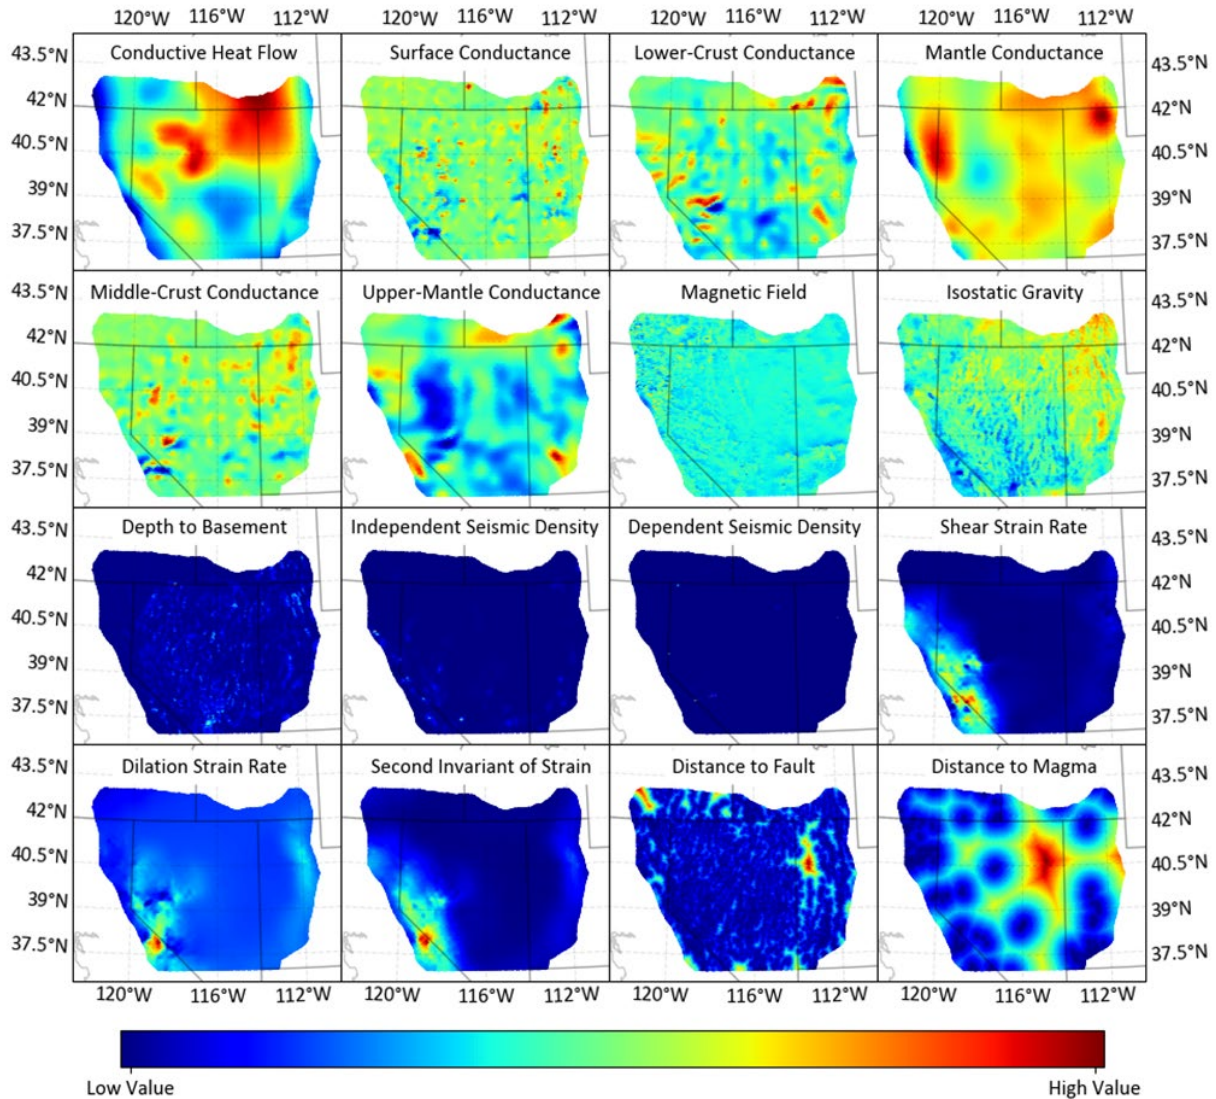 120°W 116°W 112°W 120°W 116°W 112°W 120°W 116°W 112°W 120°W 116°W 112°W
Conductive Heat Flow Surface Conductance Lower-Crust Conductance Mantle Conductance
43.5°N 43.5°N
42°N 42°N
40.5°N 40.5°N
39°N 39°N
37.5°N 37.5°N
Middle-Crust Conductance Upper-Mantle Conductance Magnetic Field Isostatic Gravity
43.5°N 43.5°N
42°N 42°N
40.5°N 40.5°N
39°N 39°N
37.5°N 37.5°N
Depth to Basement Independent Seismic Density Dependent Seismic Density Shear Strain Rate
43.5°N 43.5°N
42°N 42°N
40.5°N 40.5°N
39°N 39°N
37.5°N 37.5°N
Dilation Strain Rate Second Invariant of Strain Distance to Fault Distance to Magma
43.5°N 43.5°N
42°N 42°N
40.5°N 40.5°N
39°N 39°N
37.5°N 37.5°N
120°W 116°W 112°W 120°W 116°W 112°W 120°W 116°W 112°W 120°W 116°W 112°W
Low Value High Value